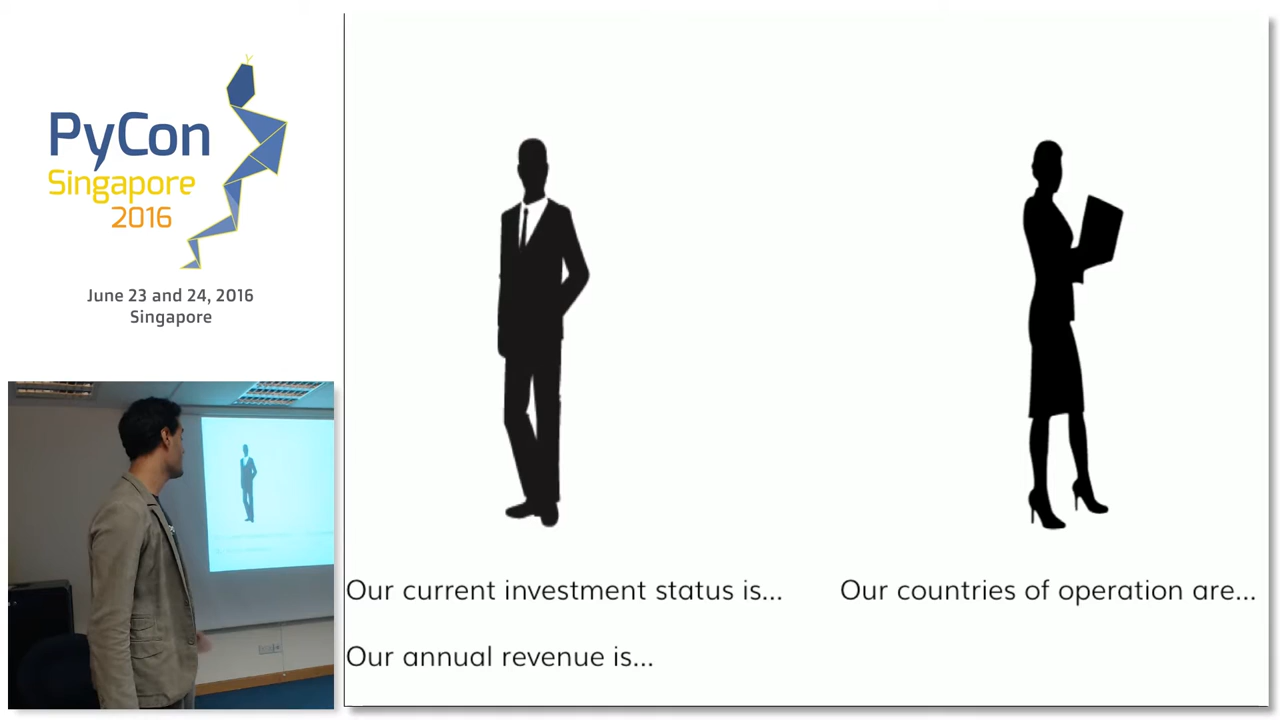 PyCon
Singapore
2016
June 23 and 24, 2016
Singapore
Our current investment status is...
Our countries of operation are...
Our annual revenue is...